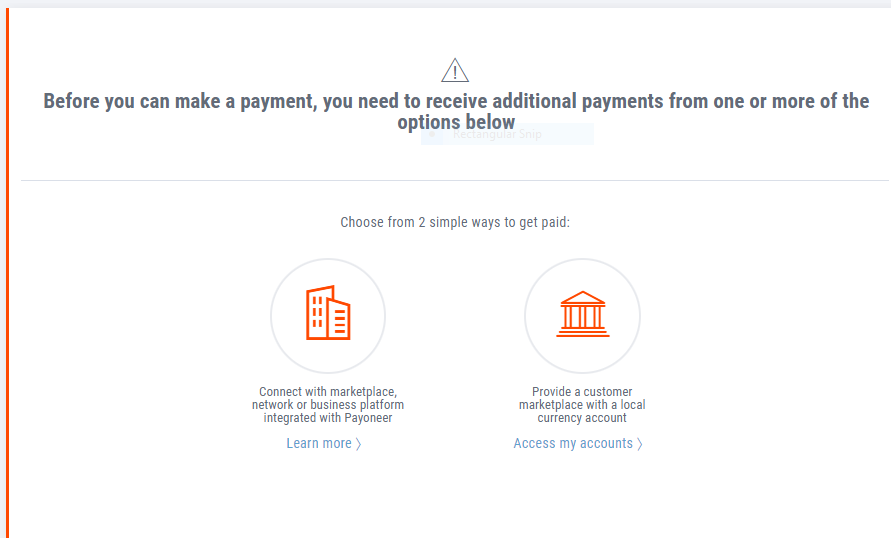 Before you can make a payment, you need to receive additional payments from one or more of the
options below
Rectangular Snip
Choose from 2 simple ways to get paid:
Connect with marketplace,
network or business platform
integrated with Payoneer
Learn more 〉
Provide a customer
marketplace with a local
currency account
Access my accounts 〉